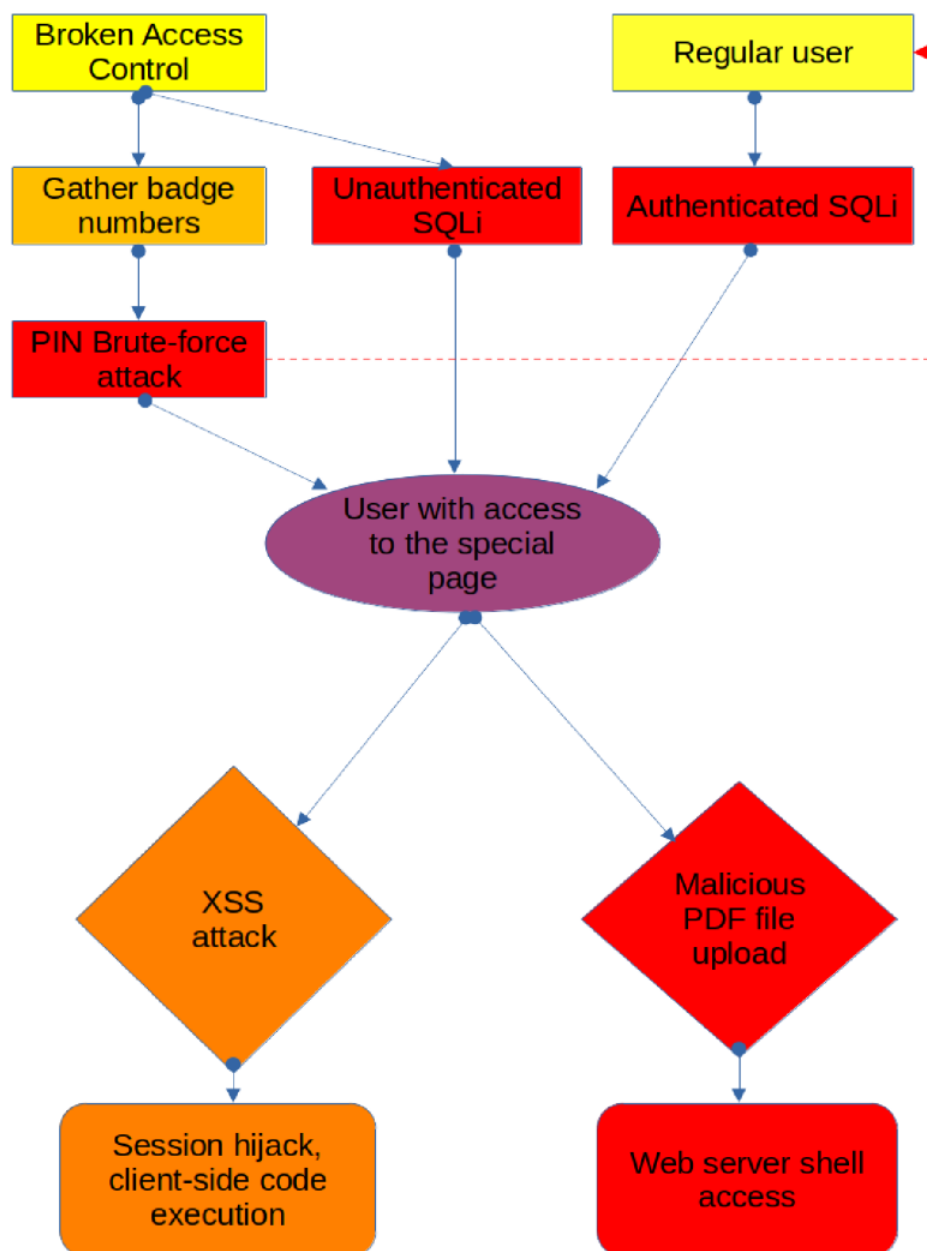 Broken Access
Control
Regular user
Gather badge
numbers
Unauthenticated
SQLi
Authenticated SQLi
PIN Brute-force
attack
User with access
to the special
page
XSS
attack
Malicious
PDF file
upload
Session hijack,
client-side code
execution
Web server shell
access